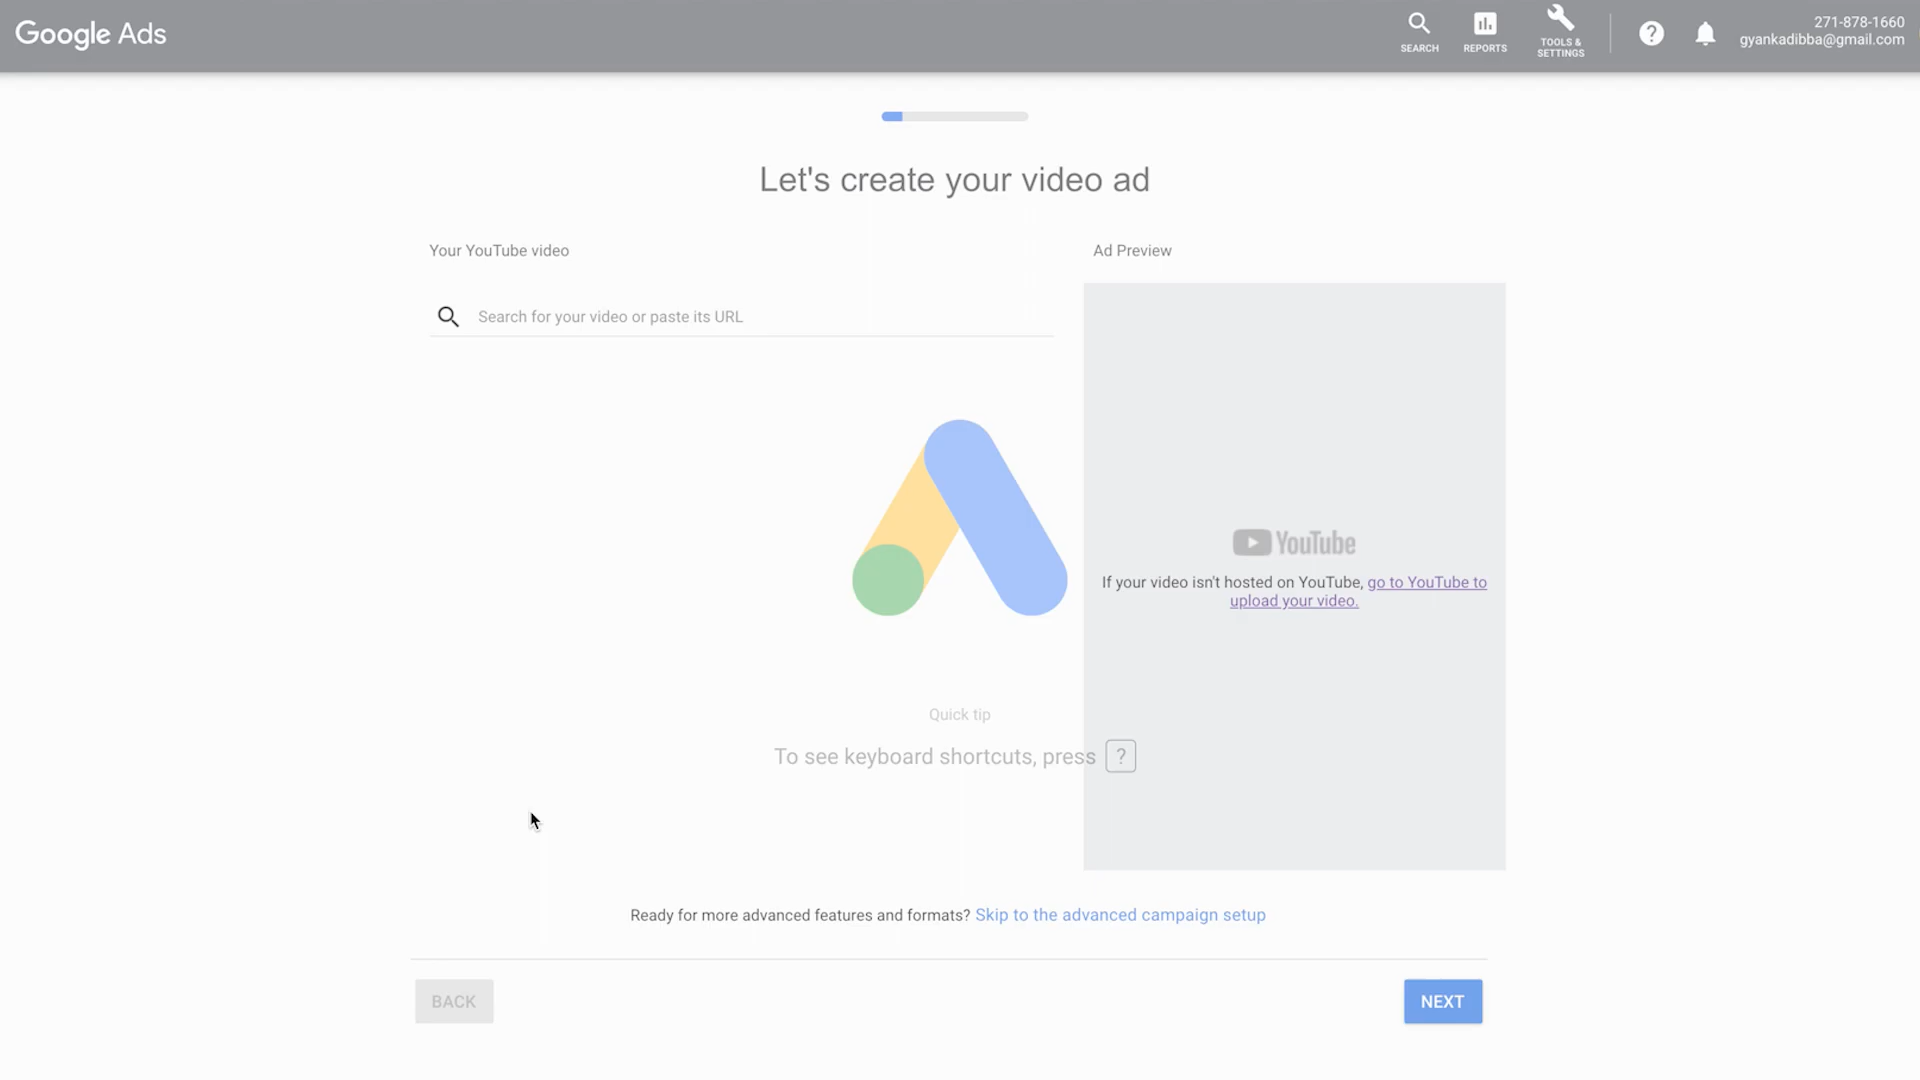 Google Ads
SEARCH
REPORTS
TOOLS &
SETTINGS
?
271-878-1660
gyankadibba@gmail.com
Let's create your video ad
Your YouTube video
Ad Preview
Search for your video or paste its URL
YouTube
If your video isn't hosted on YouTube, go to YouTube to
upload your video.
Quick tip
To see keyboard shortcuts, press ?
Ready for more advanced features and formats? Skip to the advanced campaign setup
BACK
NEXT